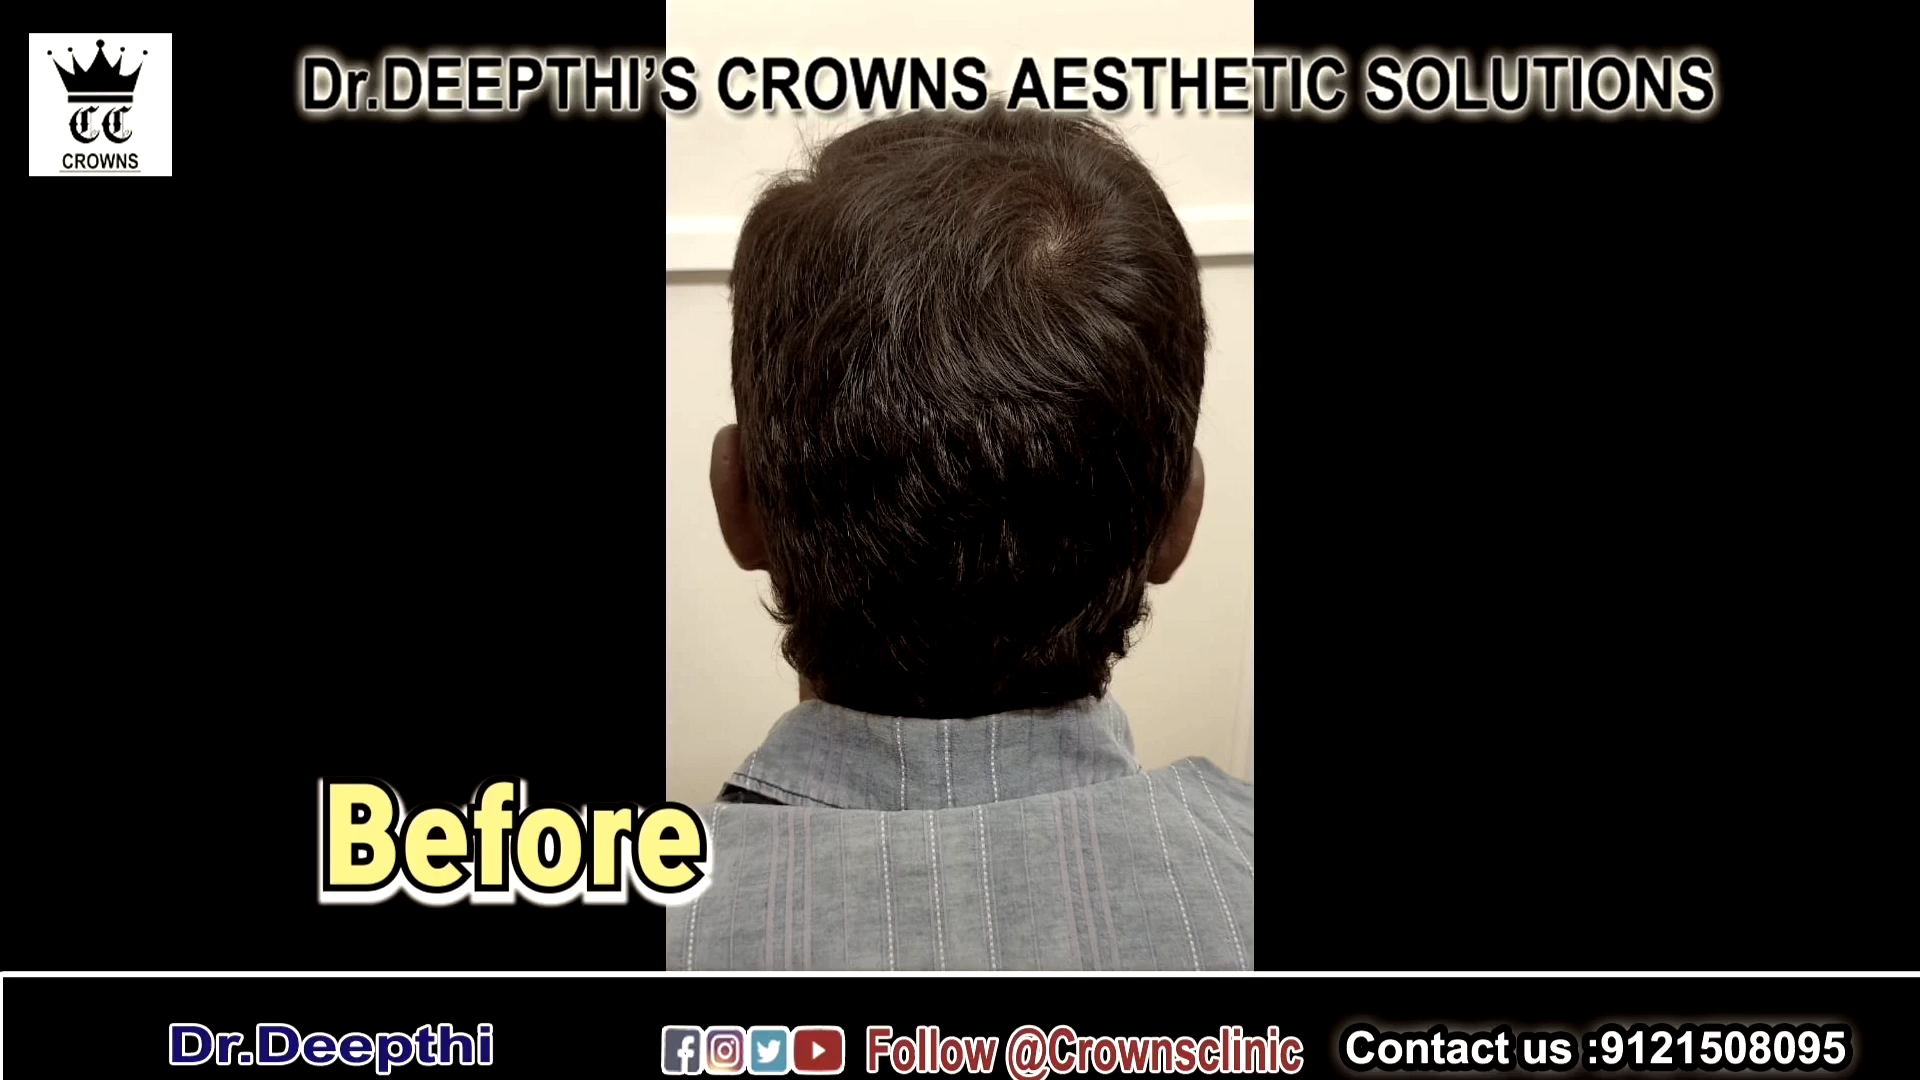 Dr.DEEPTHI'S CROWNS AESTHETIC SOLUTIONS
CC
CROWNS
Before
Dr.Deepthi
Follow @Crownsclinic
Contact us :9121508095